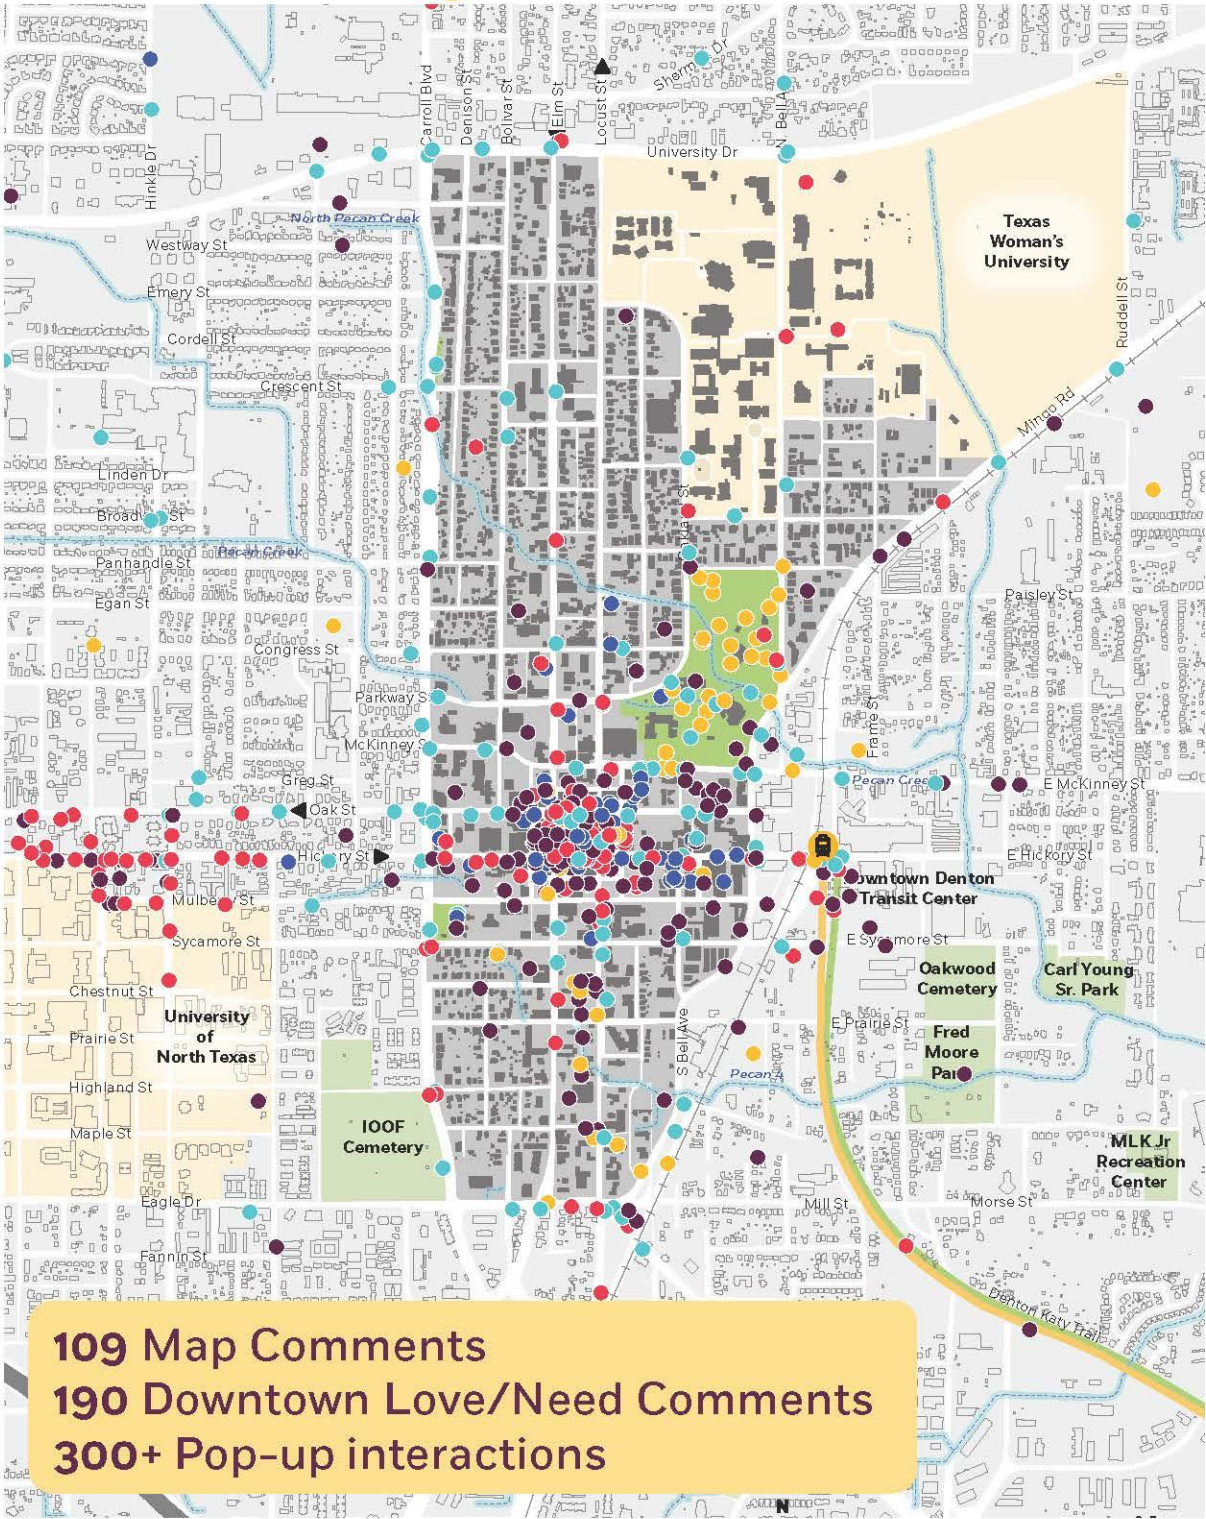 Carroll Blvd
Denison St
Bolivar St
Elm St
Locust St
Dr
N. Bell A
Hinkle Dr
University Dr
North Pecan Creek
Texas
Woman's
University
Westway St
Emery St
Cordell St
Crescent St
Ruddell St
Mingo Rd
Linden Dr
St
Pecan Creek
Panhandle St
Egan St
Congress St
Paisley St
Parkway S
McKinney S
Frame St
Greg St
Oak St
Pecan Creek
E McKinney St
St
E Hickory St
Downtown Denton
Transit Center
Mulberry St
Sycamore St
E Sycamore St
Oakwood
Cemetery
Carl Young
Sr. Park
Chestnut St
University
of
North Texas
Prairie St
E Prairie St
Fred
Moore
Park
S Bell Ave
Pecan
Highland St
Maple St
IOOF
Cemetery
MLK Jr
Recreation
Center
Eagle Dr
Mill St
Morse St
Fannin St
Denton Katy Trail
109 Map Comments
190 Downtown Love/Need Comments
300+ Pop-up interactions
N